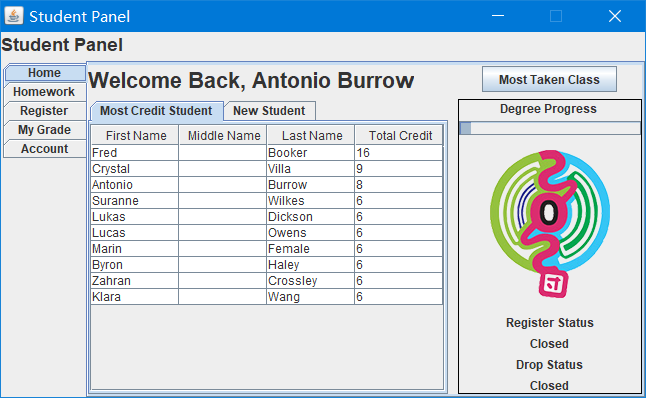 Student Panel
Student Panel
Home
Homework
Register
My Grade
Account
Welcome Back, Antonio Burrow
Most Taken Class
Most Credit Student New Student
First Name Middle Name Last Name Total Credit
Fred Booker 16
Crystal Villa 9
Antonio Burrow 8
Suranne Wilkes 6
Lukas Dickson 6
Lucas Owens 6
Marin Female 6
Byron Haley 6
Zahran Crossley 6
Klara Wang 6
Degree Progress
Register Status
Closed
Drop Status
Closed